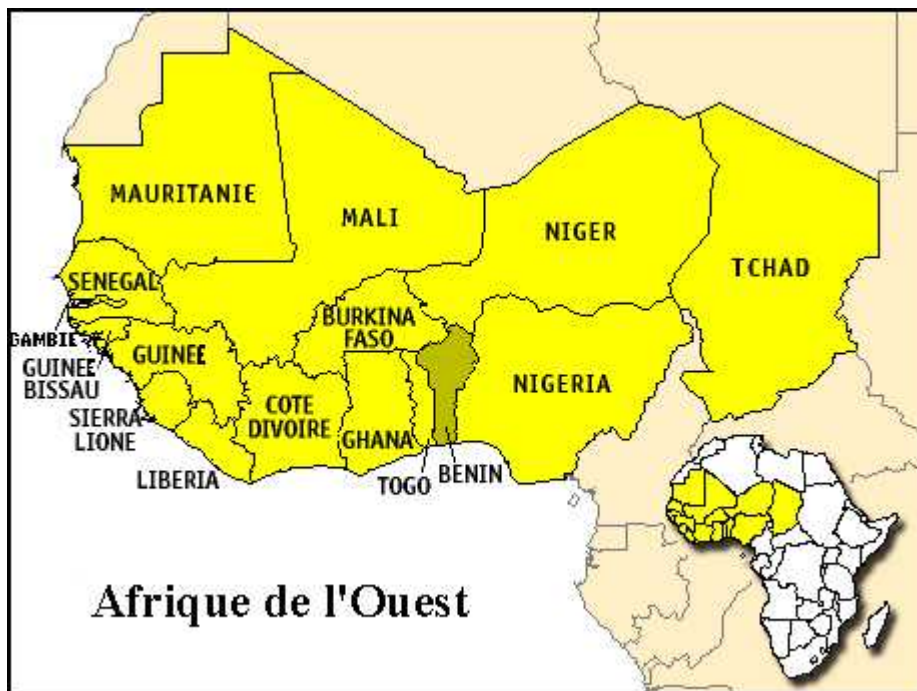 MAURITANIE
MALI
NIGER
TCHAD
SENEGAL
GAMBIE
GUINEE
BISSAU
GUINEE
BURKINA
FASO
SIERRA-
LIONE
LIBERIA
COTE
DIVOIRE
GHANA
TOGO
BENIN
NIGERIA
Afrique de l'Ouest